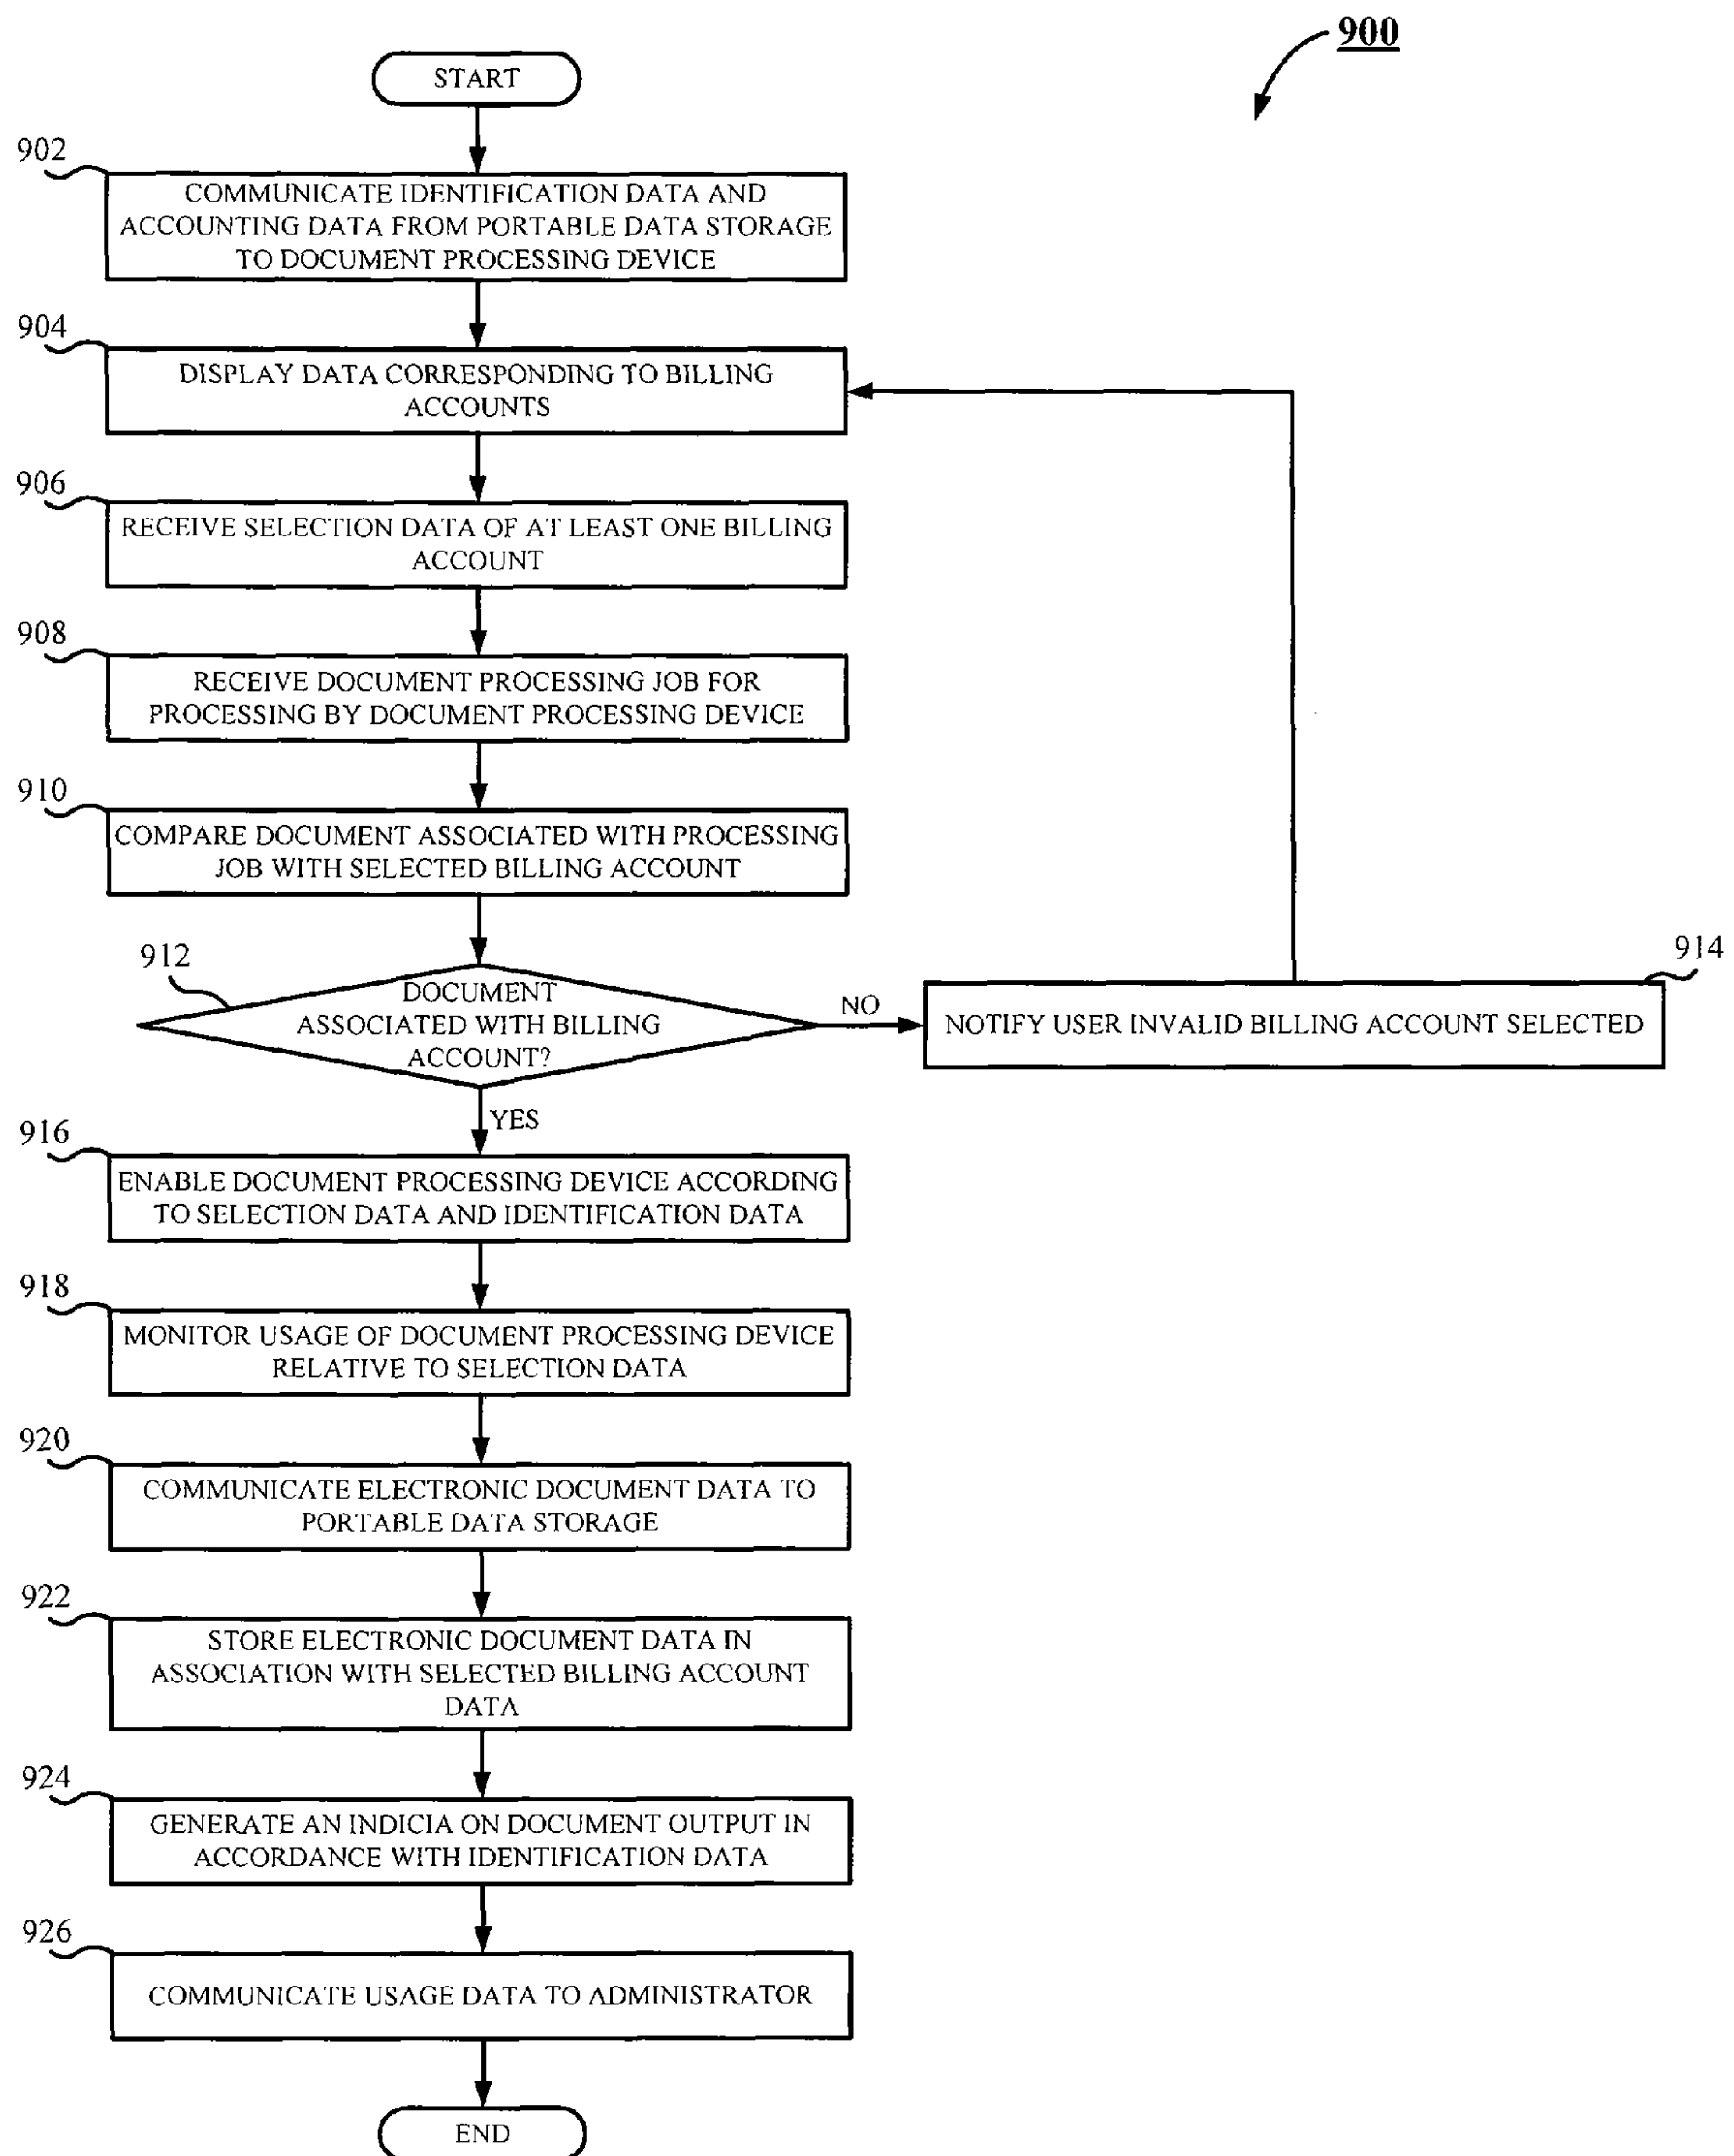 900
START
902
COMMUNICATE IDENTIFICATION DATA AND
ACCOUNTING DATA FROM PORTABLE DATA STORAGE
TO DOCUMENT PROCESSING DEVICE
904
DISPLAY DATA CORRESPONDING TO BILLING
ACCOUNTS
906
RECEIVE SELECTION DATA OF AT LEAST ONE BILLING
ACCOUNT
908
RECEIVE DOCUMENT PROCESSING JOB FOR
PROCESSING BY DOCUMENT PROCESSING DEVICE
910
COMPARE DOCUMENT ASSOCIATED WITH PROCESSING
JOB WITH SELECTED BILLING ACCOUNT
912
DOCUMENT
ASSOCIATED WITH BILLING
ACCOUNT?
NO
914
NOTIFY USER INVALID BILLING ACCOUNT SELECTED
YES
916
ENABLE DOCUMENT PROCESSING DEVICE ACCORDING
TO SELECTION DATA AND IDENTIFICATION DATA
918
MONITOR USAGE OF DOCUMENT PROCESSING DEVICE
RELATIVE TO SELECTION DATA
920
COMMUNICATE ELECTRONIC DOCUMENT DATA TO
PORTABLE DATA STORAGE
922
STORE ELECTRONIC DOCUMENT DATA IN
ASSOCIATION WITH SELECTED BILLING ACCOUNT
DATA
924
GENERATE AN INDICIA ON DOCUMENT OUTPUT IN
ACCORDANCE WITH IDENTIFICATION DATA
926
COMMUNICATE USAGE DATA TO ADMINISTRATOR
END